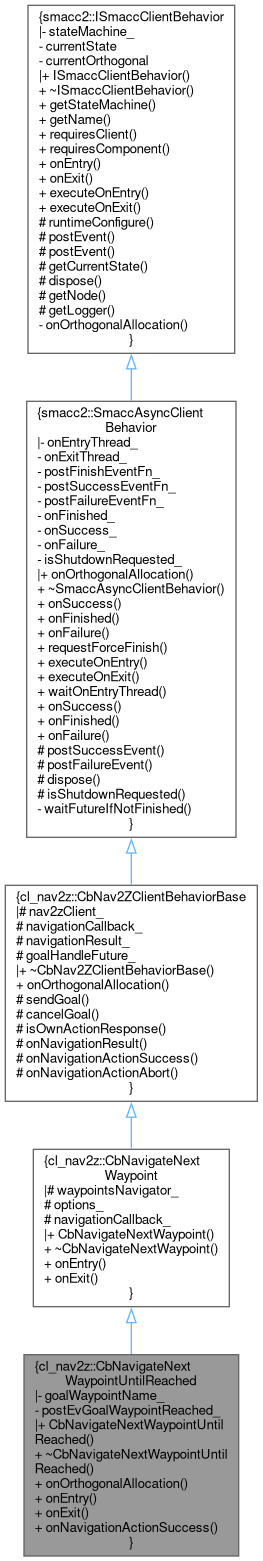 {smacc2::ISmaccClientBehavior
|- stateMachine_
- currentState
- currentOrthogonal
|+ ISmaccClientBehavior()
+ ~ISmaccClientBehavior()
+ getStateMachine()
+ getName()
+ requiresClient()
+ requiresComponent()
+ onEntry()
+ onExit()
+ executeOnEntry()
+ executeOnExit()
# runtimeConfigure()
# postEvent()
# postEvent()
# getCurrentState()
# dispose()
# getNode()
# getLogger()
- onOrthogonalAllocation()
}
{smacc2::SmaccAsyncClient
Behavior
|- onEntryThread_
- onExitThread_
- postFinishEventFn_
- postSuccessEventFn_
- postFailureEventFn_
- onFinished_
- onSuccess_
- onFailure_
- isShutdownRequested_
|+ onOrthogonalAllocation()
+ ~SmaccAsyncClientBehavior()
+ onSuccess()
+ onFinished()
+ onFailure()
+ requestForceFinish()
+ executeOnEntry()
+ executeOnExit()
+ waitOnEntryThread()
+ onSuccess()
+ onFinished()
+ onFailure()
# postSuccessEvent()
# postFailureEvent()
# dispose()
# isShutdownRequested()
- waitFutureIfNotFinished()
}
{cl_nav2z::CbNav2ZClientBehaviorBase
|# nav2zClient_
# navigationCallback_
# navigationResult_
# goalHandleFuture_
|+ ~CbNav2ZClientBehaviorBase()
+ onOrthogonalAllocation()
# sendGoal()
# cancelGoal()
# isOwnActionResponse()
# onNavigationResult()
# onNavigationActionSuccess()
# onNavigationActionAbort()
}
{cl_nav2z::CbNavigateNext
Waypoint
|# waypointsNavigator_
# options_
# navigationCallback_
|+ CbNavigateNextWaypoint()
+ ~CbNavigateNextWaypoint()
+ onEntry()
+ onExit()
}
{cl_nav2z::CbNavigateNext
WaypointUntilReached
|- goalWaypointName_
- postEvGoalWaypointReached_
|+ CbNavigateNextWaypointUntil
Reached()
+ ~CbNavigateNextWaypointUntil
Reached()
+ onOrthogonalAllocation()
+ onEntry()
+ onExit()
+ onNavigationActionSuccess()
}